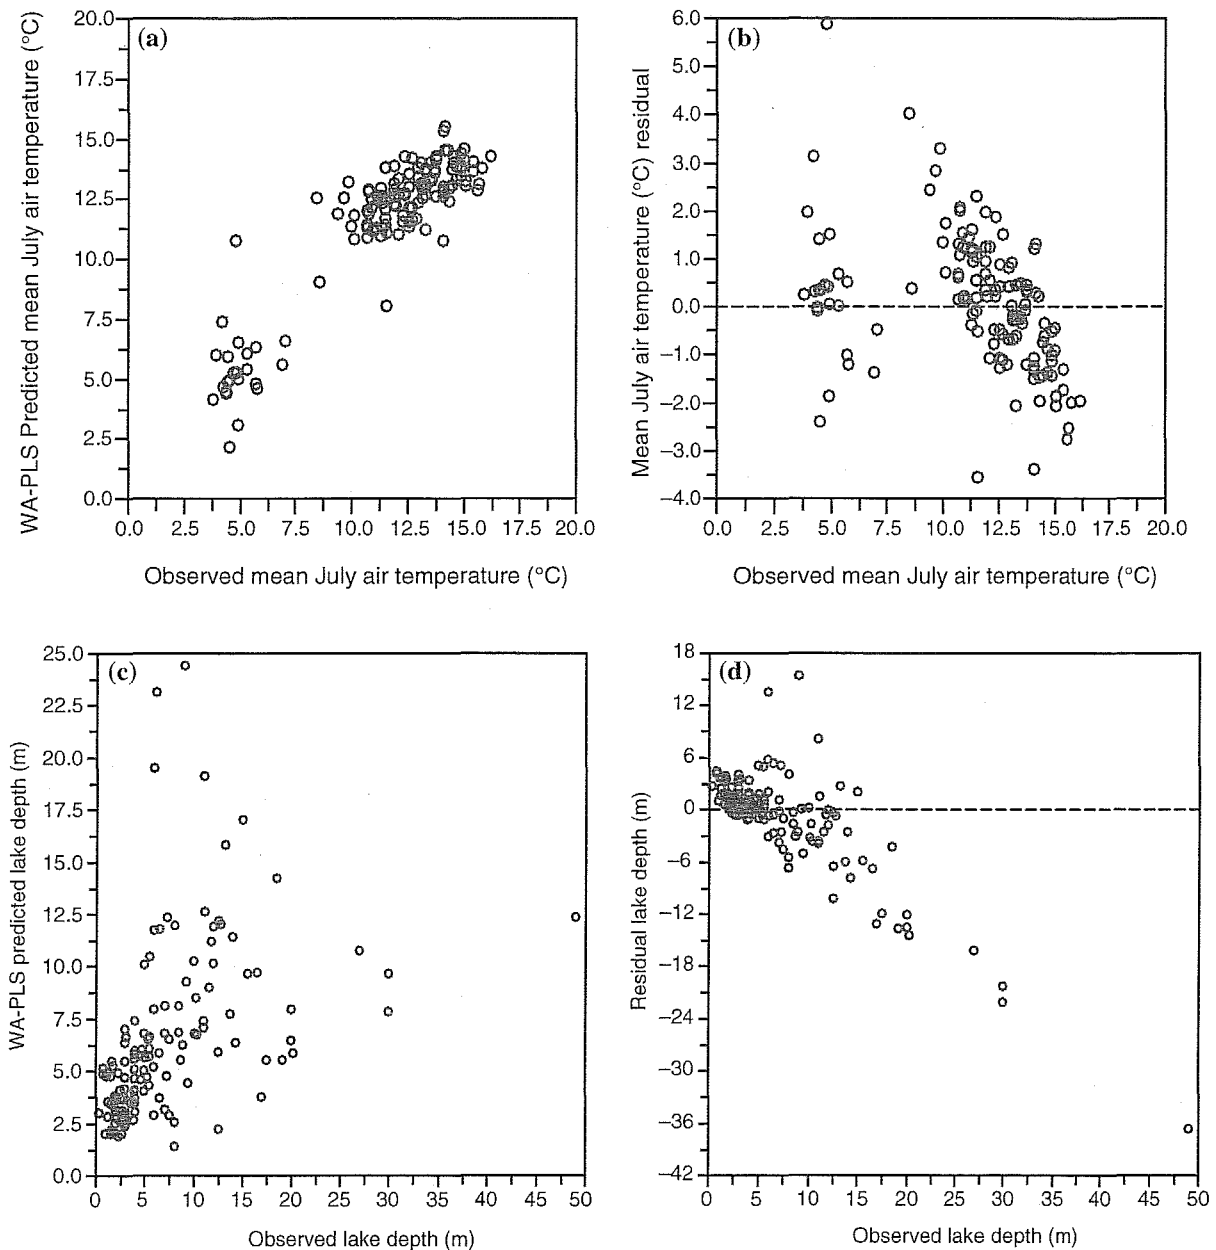 (a)
WA-PLS Predicted mean July air temperature (°C)
20.0
17.5
15.0
12.5
10.0
7.5
5.0
2.5
0.0
0.0 2.5 5.0 7.5 10.0 12.5 15.0 17.5 20.0
Observed mean July air temperature (°C)
(b)
Mean July air temperature (°C) residual
6.0
5.0
4.0
3.0
2.0
1.0
0.0
−1.0
−2.0
−3.0
−4.0
0.0 2.5 5.0 7.5 10.0 12.5 15.0 17.5 20.0
Observed mean July air temperature (°C)
(c)
WA-PLS predicted lake depth (m)
25.0
22.5
20.0
17.5
15.0
12.5
10.0
7.5
5.0
2.5
0.0
0 5 10 15 20 25 30 35 40 45 50
Observed lake depth (m)
(d)
Residual lake depth (m)
18
12
6
0
−6
−12
−18
−24
−30
−36
−42
0 5 10 15 20 25 30 35 40 45 50
Observed lake depth (m)